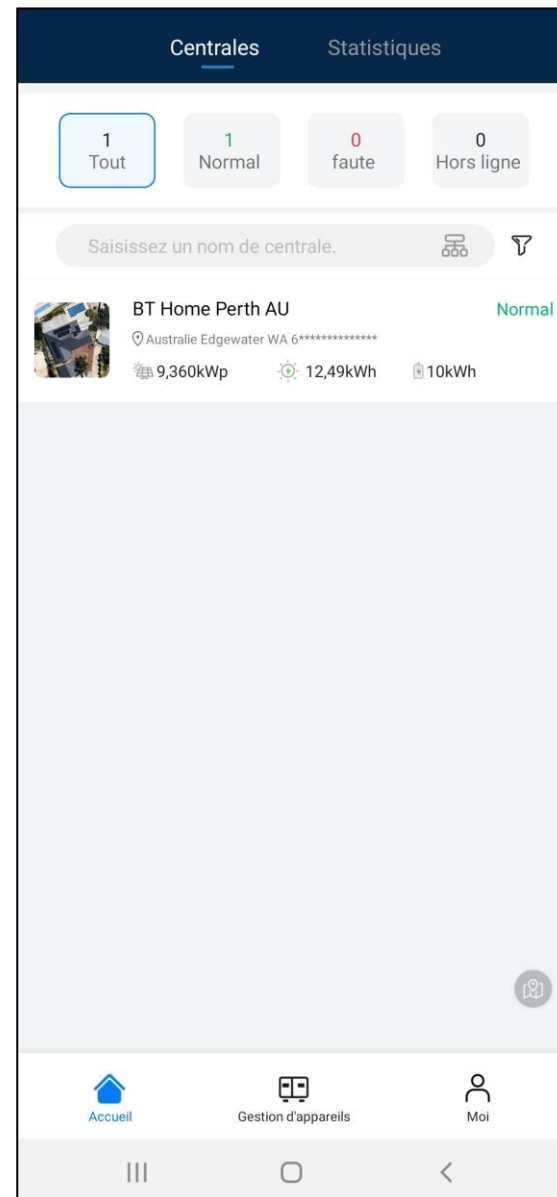 Centrales Statistiques
1 1 0 0
Tout Normal faute Hors ligne
Saisissez un nom de centrale.
BT Home Perth AU Normal
Australie Edgewater WA 6**************
9,360kWp 12,49kWh 10kWh
Accueil Gestion d'appareils Moi